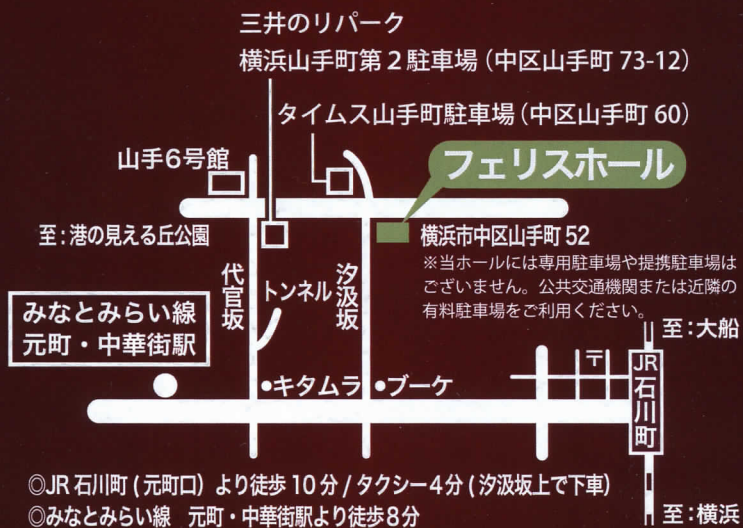 三井のリパーク
横浜山手町第2駐車場(中区山手町 73-12)
タイムス山手町駐車場(中区山手町 60)
山手6号館
フェリスホール
至:港の見える丘公園
横浜市中区山手町 52
※当ホールには専用駐車場や提携駐車場は
ございません。公共交通機関または近隣の
有料駐車場をご利用ください。
代官坂
トンネル
汐汲坂
みなとみらい線
元町・中華街駅
至:大船
〒
JR石川町
●キタムラ
●ブーケ
◎JR 石川町(元町口)より徒歩 10 分 / タクシー4分(汐汲坂上で下車)
◎みなとみらい線 元町・中華街駅より徒歩8分
至:横浜